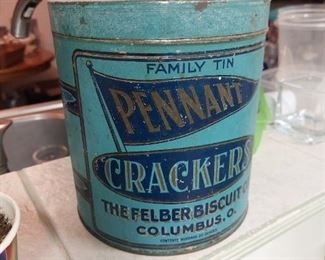 FAMILY TIN
PENNANT
CRACKERS
THE FELBER BISCUIT CO
COLUMBUS, O.